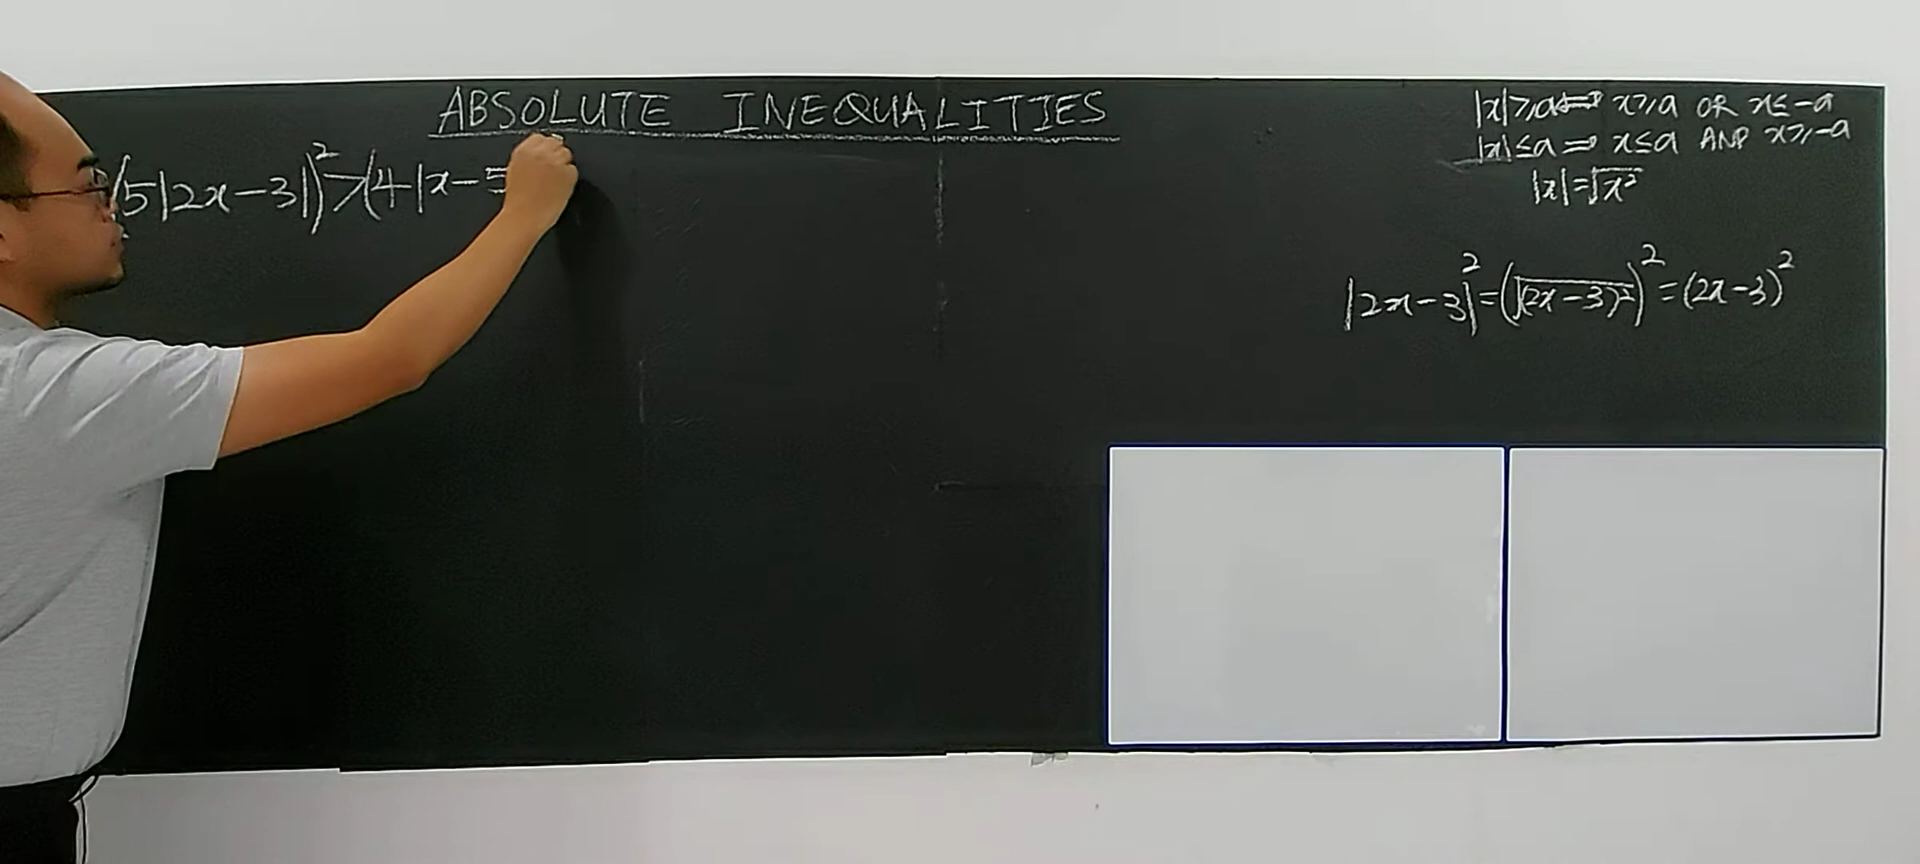 ABSOLUTE INEQUALITIES
(5|2x-3|)²>(4|x-5
|x|≥a⟺x≥a OR x≤-a
|x|≤a⟹x≤a AND x≥-a
|x|=√x²
|2x-3|²=(√(2x-3)²)²=(2x-3)²